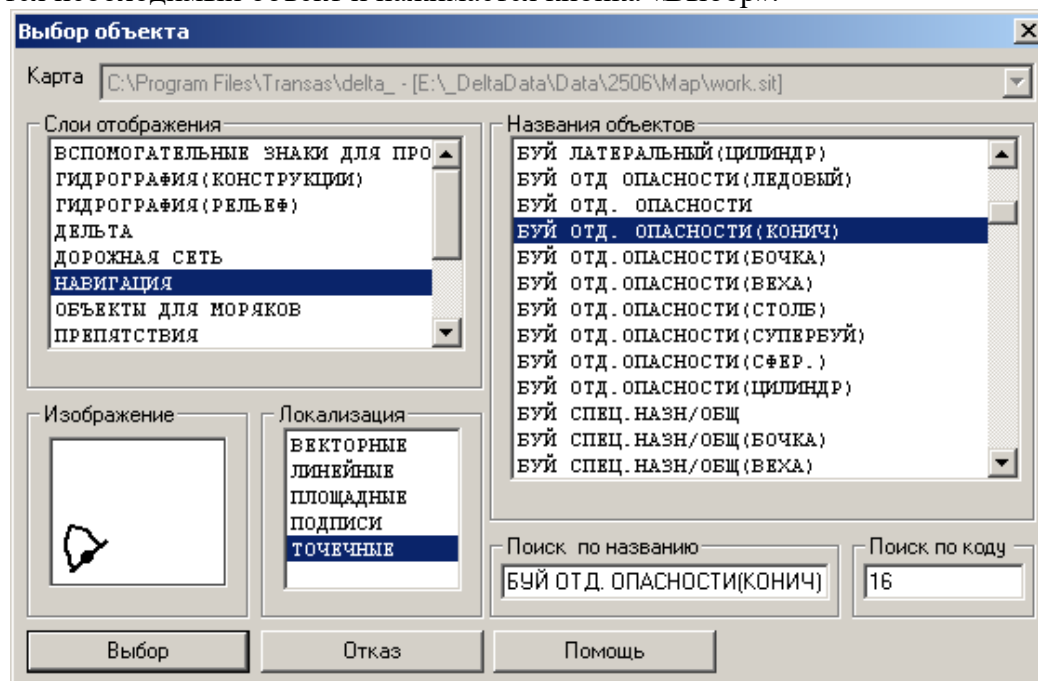 необходимый объект и нажимается кнопка «Выбор».
Выбор объекта
Карта
C:\Program Files\Transas\delta_ - [E:\_DeltaData\Data\2506\Map\work.sit]
Слои отображения
ВСПОМОГАТЕЛЬНЫЕ ЗНАКИ ДЛЯ ПРО
ГИДРОГРАФИЯ(КОНСТРУКЦИИ)
ГИДРОГРАФИЯ(РЕЛЬЕФ)
ДЕЛЬТА
ДОРОЖНАЯ СЕТЬ
НАВИГАЦИЯ
ОБЪЕКТЫ ДЛЯ МОРЯКОВ
ПРЕПЯТСТВИЯ
Названия объектов
БУЙ ЛАТЕРАЛЬНЫЙ(ЦИЛИНДР)
БУЙ ОТД ОПАСНОСТИ(ЛЕДОВЫЙ)
БУЙ ОТД. ОПАСНОСТИ
БУЙ ОТД. ОПАСНОСТИ(КОНИЧ)
БУЙ ОТД.ОПАСНОСТИ(БОЧКА)
БУЙ ОТД.ОПАСНОСТИ(ВЕХА)
БУЙ ОТД.ОПАСНОСТИ(СТОЛБ)
БУЙ ОТД.ОПАСНОСТИ(СУПЕРБУЙ)
БУЙ ОТД.ОПАСНОСТИ(СФЕР.)
БУЙ ОТД.ОПАСНОСТИ(ЦИЛИНДР)
БУЙ СПЕЦ.НАЗН/ОБЩ
БУЙ СПЕЦ.НАЗН/ОБЩ(БОЧКА)
БУЙ СПЕЦ.НАЗН/ОБЩ(ВЕХА)
Изображение
Локализация
ВЕКТОРНЫЕ
ЛИНЕЙНЫЕ
ПЛОЩАДНЫЕ
ПОДПИСИ
ТОЧЕЧНЫЕ
Поиск по названию
БУЙ ОТД. ОПАСНОСТИ(КОНИЧ)
Поиск по коду
16
Выбор
Отказ
Помощь